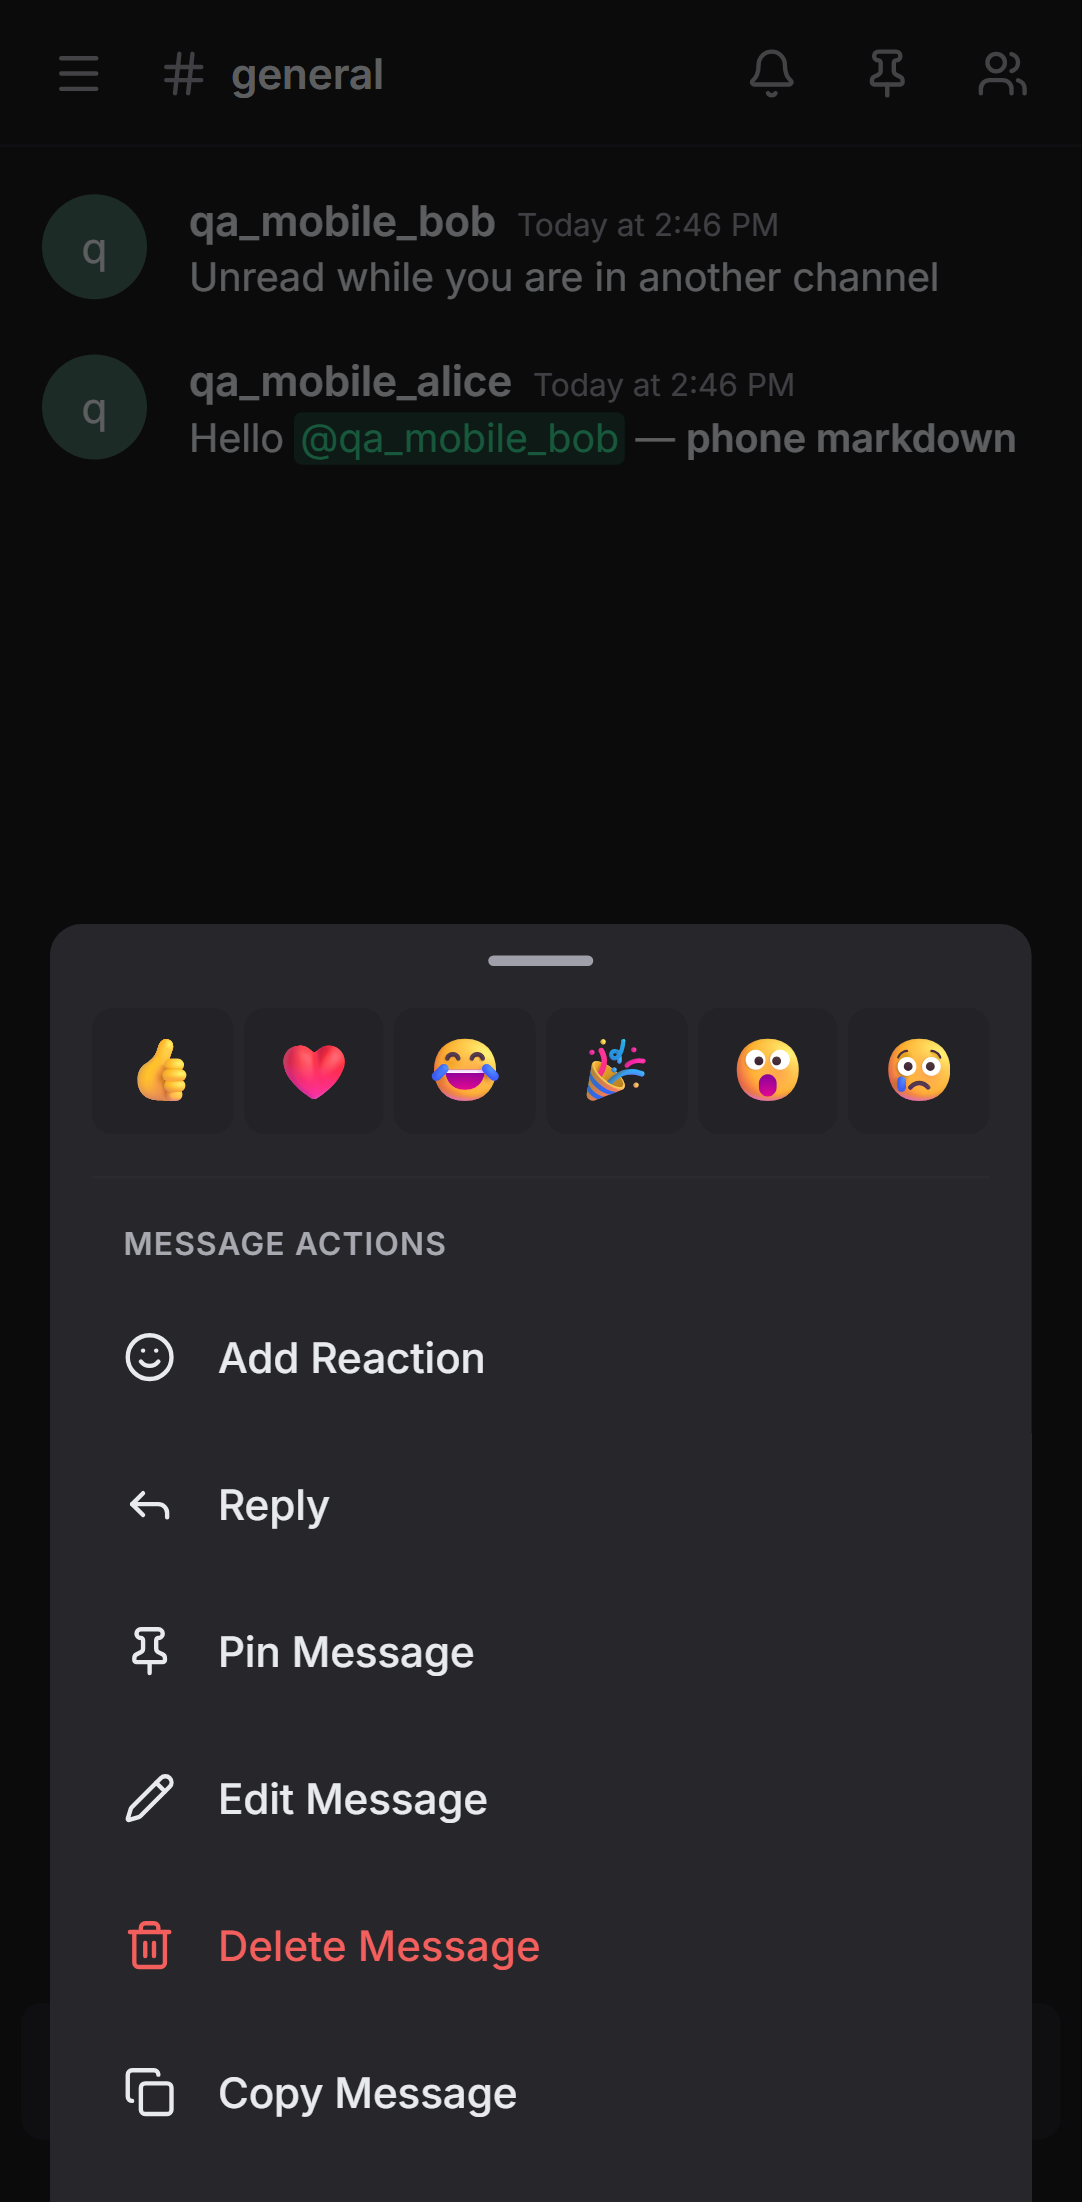 # general
q
qa_mobile_bob Today at 2:46 PM
Unread while you are in another channel
q
qa_mobile_alice Today at 2:46 PM
Hello @qa_mobile_bob — phone markdown
MESSAGE ACTIONS
Add Reaction
Reply
Pin Message
Edit Message
Delete Message
Copy Message